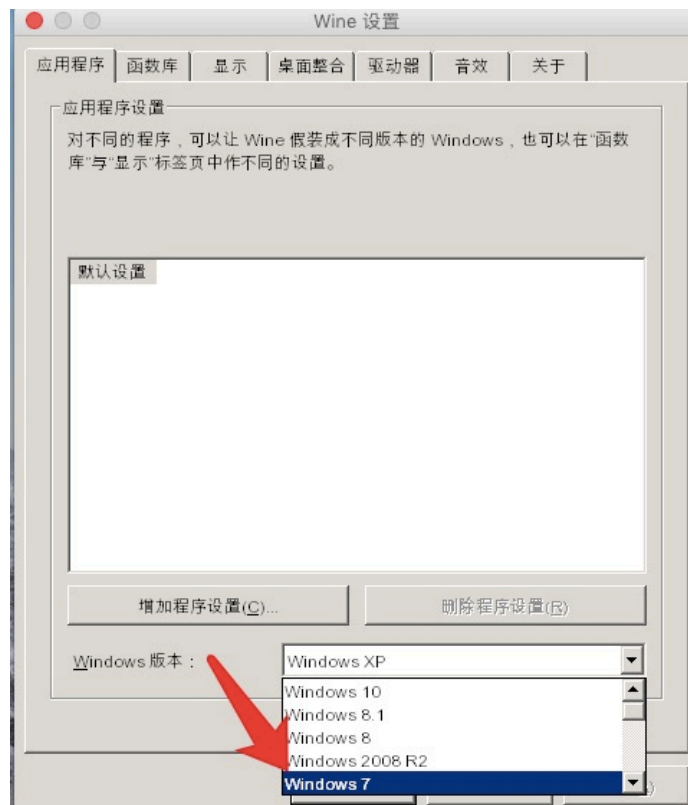 Wine 设置
应用程序 函数库 显示 桌面整合 驱动器 音效 关于
应用程序设置
对不同的程序，可以让 Wine 假装成不同版本的 Windows，也可以在“函数
库”与“显示”标签页中作不同的设置。
默认设置
增加程序设置(C)... 删除程序设置(R)
Windows 版本： Windows XP
Windows 10
Windows 8.1
Windows 8
Windows 2008 R2
Windows 7